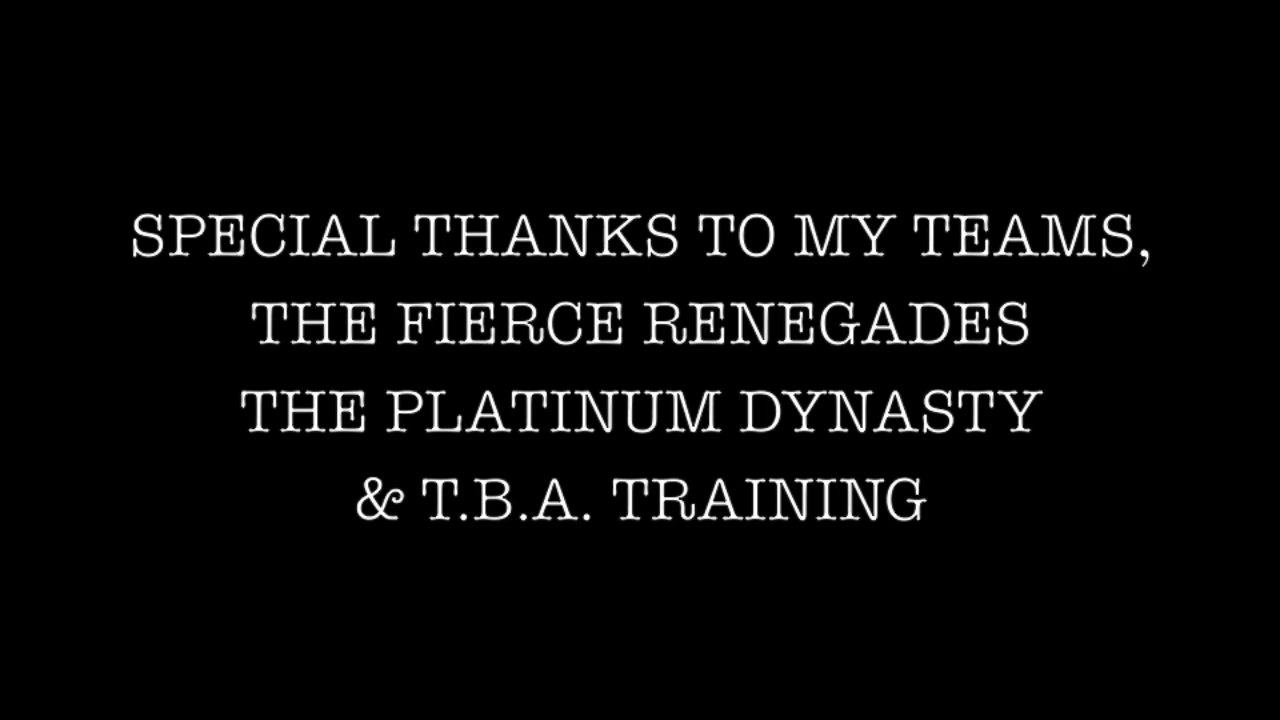 SPECIAL THANKS TO MY TEAMS,
THE FIERCE RENEGADES
THE PLATINUM DYNASTY
& T.B.A. TRAINING